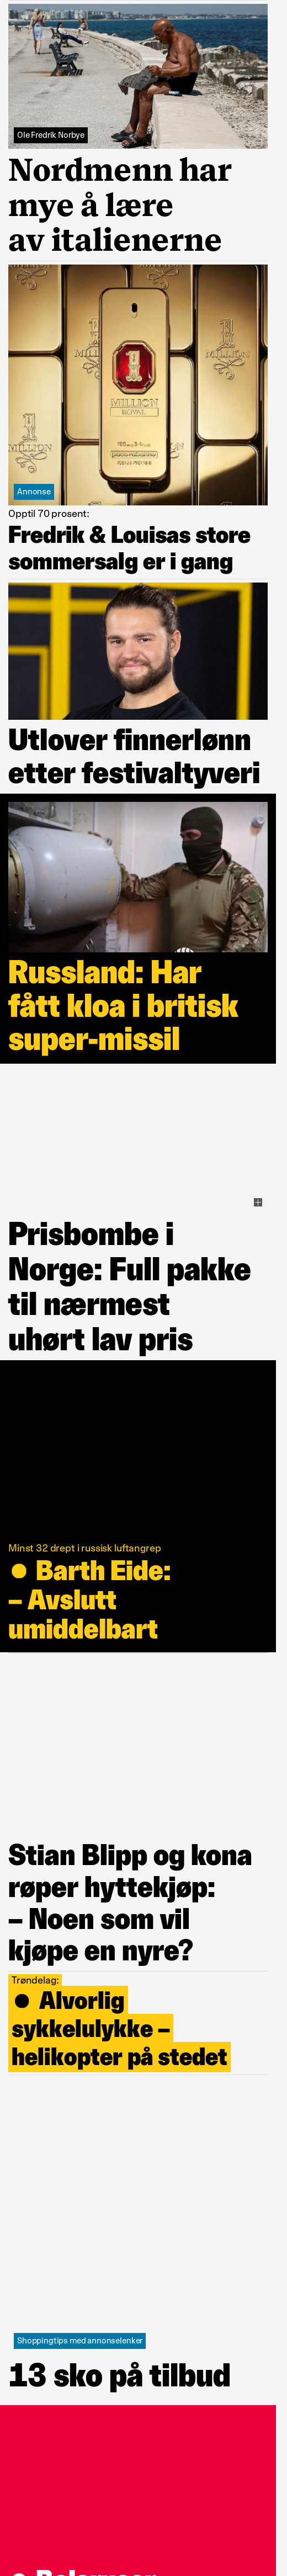 Ole Fredrik Norbye
Nordmenn har
mye å lære
av italienerne
1
MILLION
ROYAL
Annonse
Opptil 70 prosent:
Fredrik & Louisas store
sommersalg er i gang
Utlover finnerlønn
etter festivaltyveri
Russland: Har
fått kloa i britisk
super-missil
Prisbombe i
Norge: Full pakke
til nærmest
uhørt lav pris
Minst 32 drept i russisk luftangrep
● Barth Eide:
– Avslutt
umiddelbart
Stian Blipp og kona
røper hyttekjøp:
– Noen som vil
kjøpe en nyre?
Trøndelag:
● Alvorlig
sykkelulykke –
helikopter på stedet
Shoppingtips med annonselenker
13 sko på tilbud